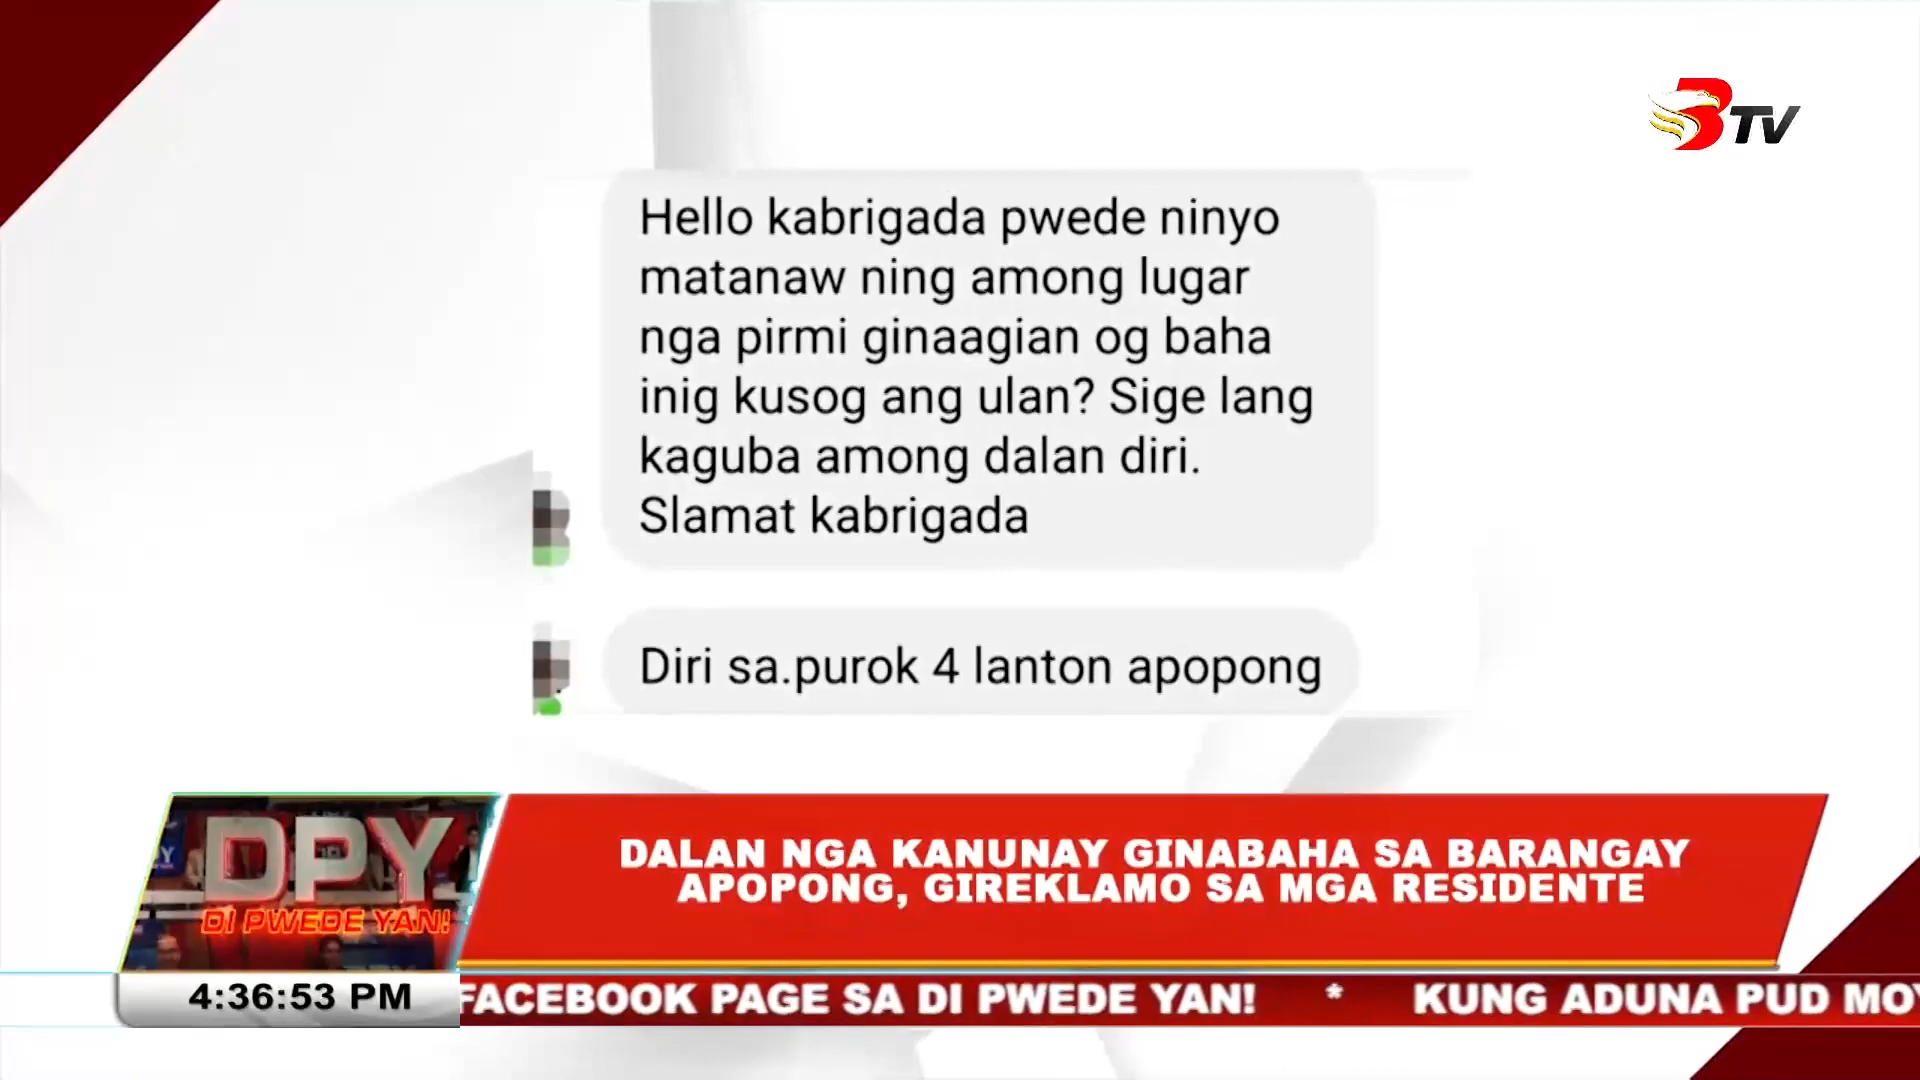 BTV
Hello kabrigada pwede ninyo
matanaw ning among lugar
nga pirmi ginaagian og baha
inig kusog ang ulan? Sige lang
kaguba among dalan diri.
Slamat kabrigada
Diri sa.purok 4 lanton apopong
DPY
DI PWEDE YAN!
DALAN NGA KANUNAY GINABAHA SA BARANGAY
APOPONG, GIREKLAMO SA MGA RESIDENTE
4:36:53 PM
FACEBOOK PAGE SA DI PWEDE YAN! * KUNG ADUNA PUD MOY